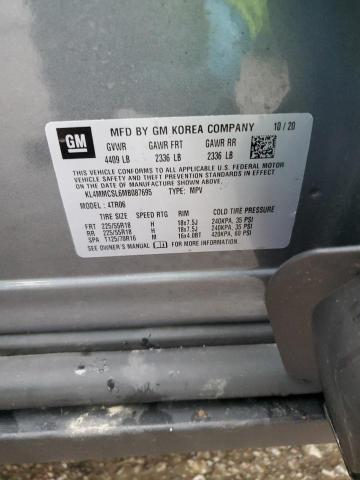 GM
MFD BY GM KOREA COMPANY 10/20
GVWR GAWR FRT GAWR RR
4409 LB 2336 LB 2336 LB
THIS VEHICLE CONFORMS TO ALL APPLICABLE U.S. FEDERAL MOTOR
VEHICLE SAFETY, BUMPER, AND THEFT PREVENTION STANDARDS IN
EFFECT ON THE DATE OF MANUFACTURE SHOWN ABOVE.
KL4MMCSL6MB087695 TYPE: MPV
MODEL: 4TR06
TIRE SIZE SPEED RTG RIM COLD TIRE PRESSURE
FRT 225/55R18 H 18x7.5J 240KPA, 35 PSI
RR 225/55R18 H 18x7.5J 240KPA, 35 PSI
SPA T125/70R16 M 16x4.0BT 420KPA, 60 PSI
SEE OWNER'S MANUAL FOR ADDITIONAL INFORMATION.